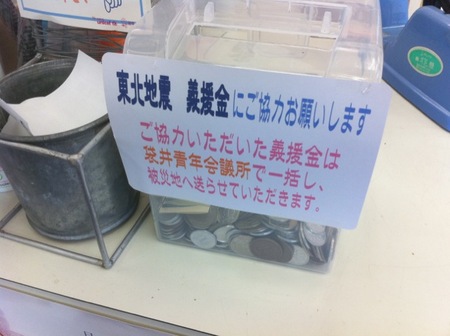 東北地震 義援金にご協力お願いします
ご協力いただいた義援金は
袋井青年会議所で一括し、
被災地へ送らせていただきます。